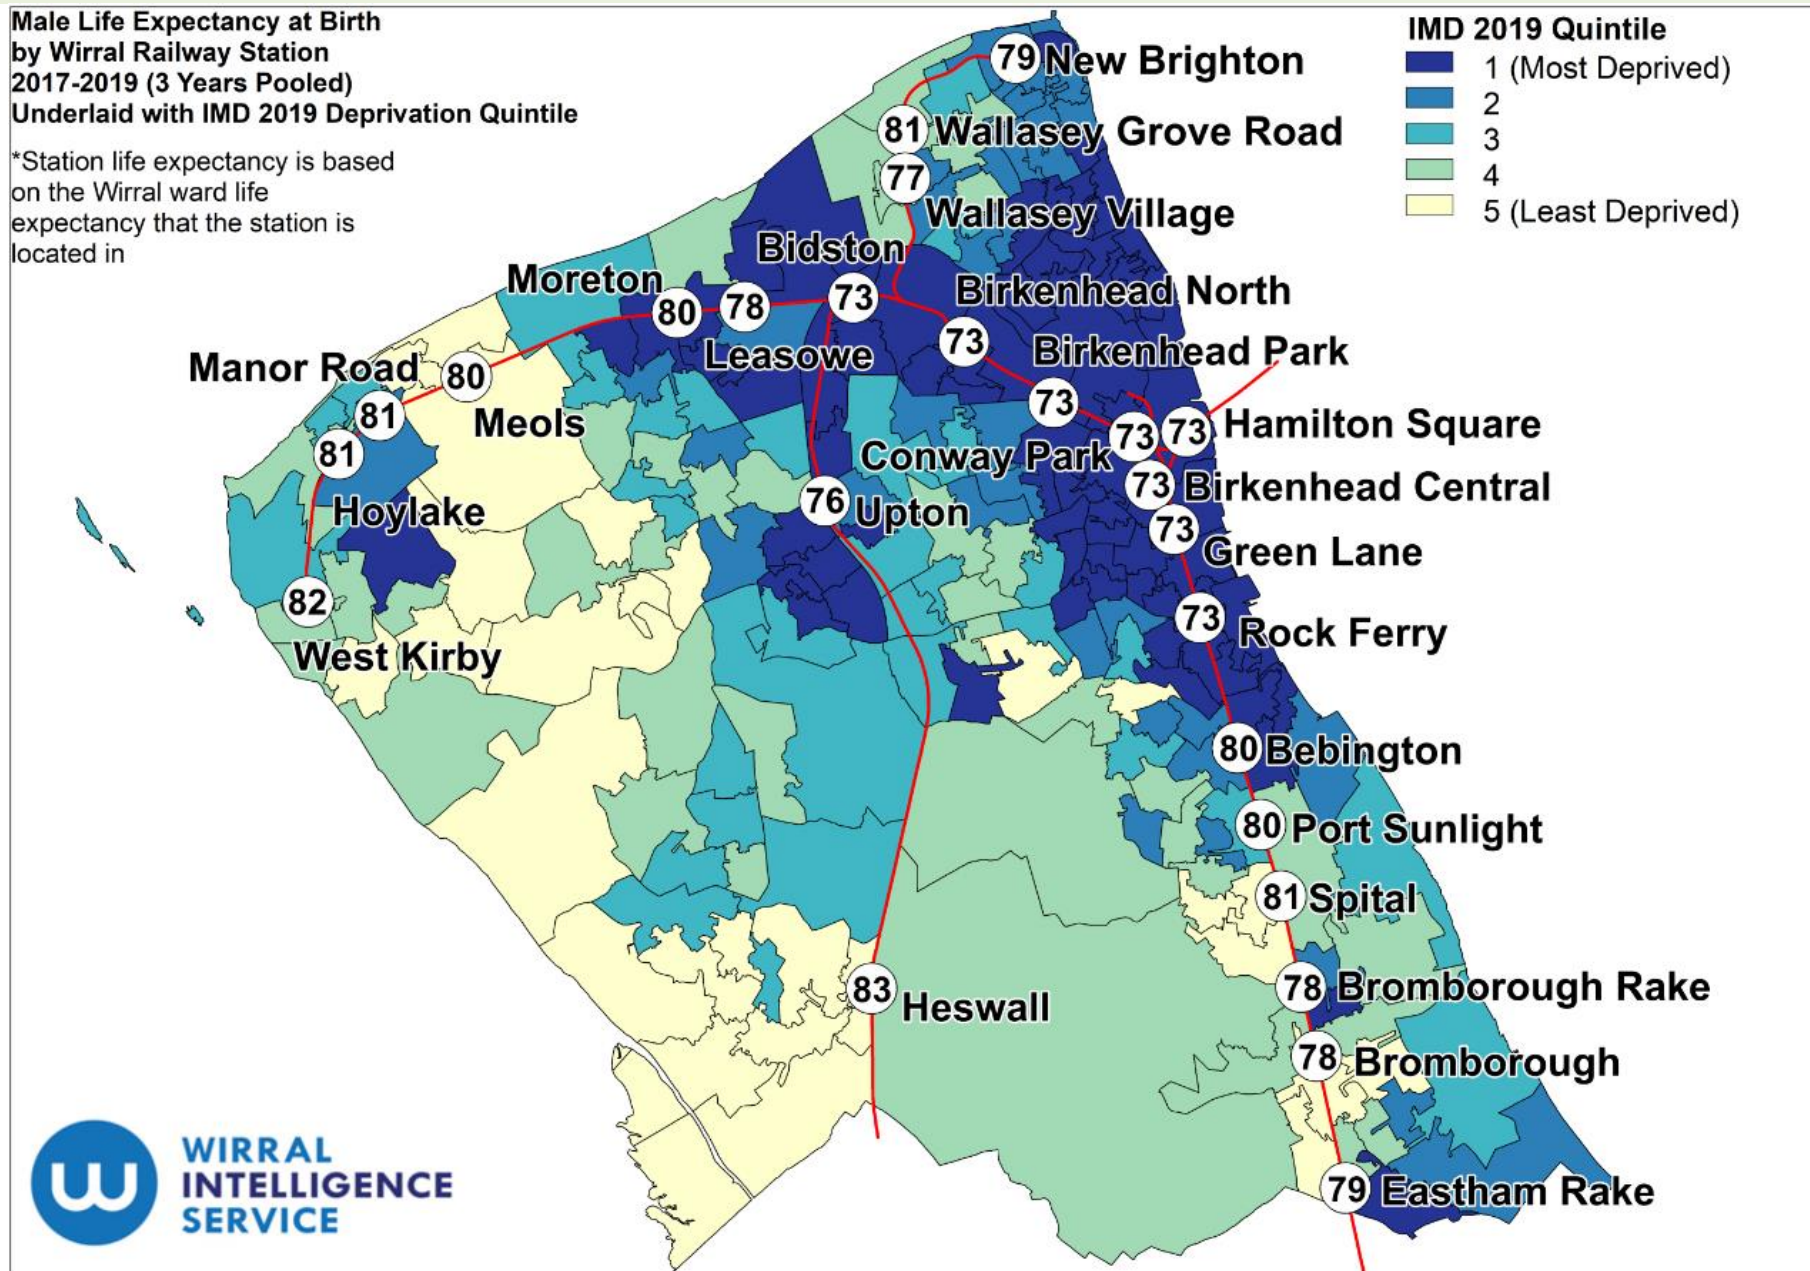 Male Life Expectancy at Birth
by Wirral Railway Station
2017-2019 (3 Years Pooled)
Underlaid with IMD 2019 Deprivation Quintile
*Station life expectancy is based
on the Wirral ward life
expectancy that the station is
located in
IMD 2019 Quintile
1 (Most Deprived)
2
3
4
5 (Least Deprived)
79 New Brighton
81 Wallasey Grove Road
77
Wallasey Village
Bidston
73
Moreton
80
78
Leasowe
Birkenhead North
73
Birkenhead Park
73
Manor Road
80
Meols
81
81
Hoylake
82
West Kirby
73
Conway Park
73 Hamilton Square
73 Birkenhead Central
73
Green Lane
76 Upton
73
Rock Ferry
80 Bebington
80 Port Sunlight
81 Spital
83 Heswall
78 Bromborough Rake
78 Bromborough
79 Eastham Rake
W
WIRRAL
INTELLIGENCE
SERVICE